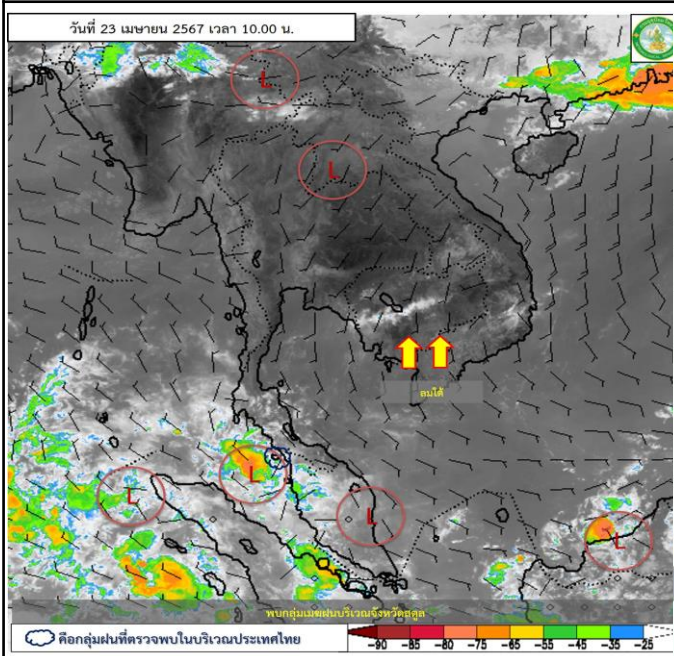 วันที่ 23 เมษายน 2567 เวลา 10.00 น.
L
L
ลมใต้
L
L
L
L
พบกลุ่มเมฆฝนบริเวณจังหวัดสตูล
คือกลุ่มฝนที่ตรวจพบในบริเวณประเทศไทย
-90 -85 -80 -75 -65 -55 -45 -35 -25